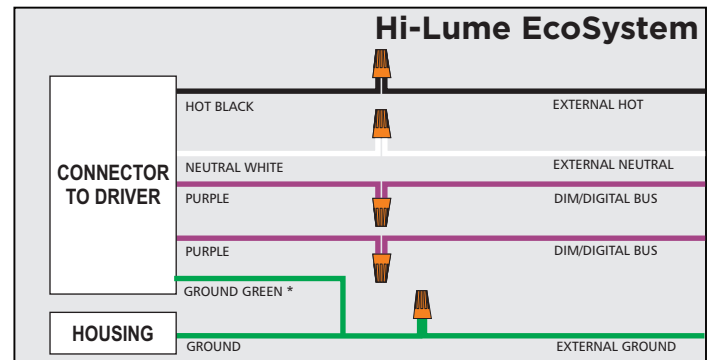 Hi-Lume EcoSystem
HOT BLACK
EXTERNAL HOT
CONNECTOR
TO DRIVER
NEUTRAL WHITE
EXTERNAL NEUTRAL
PURPLE
DIM/DIGITAL BUS
PURPLE
DIM/DIGITAL BUS
GROUND GREEN *
HOUSING
GROUND
EXTERNAL GROUND